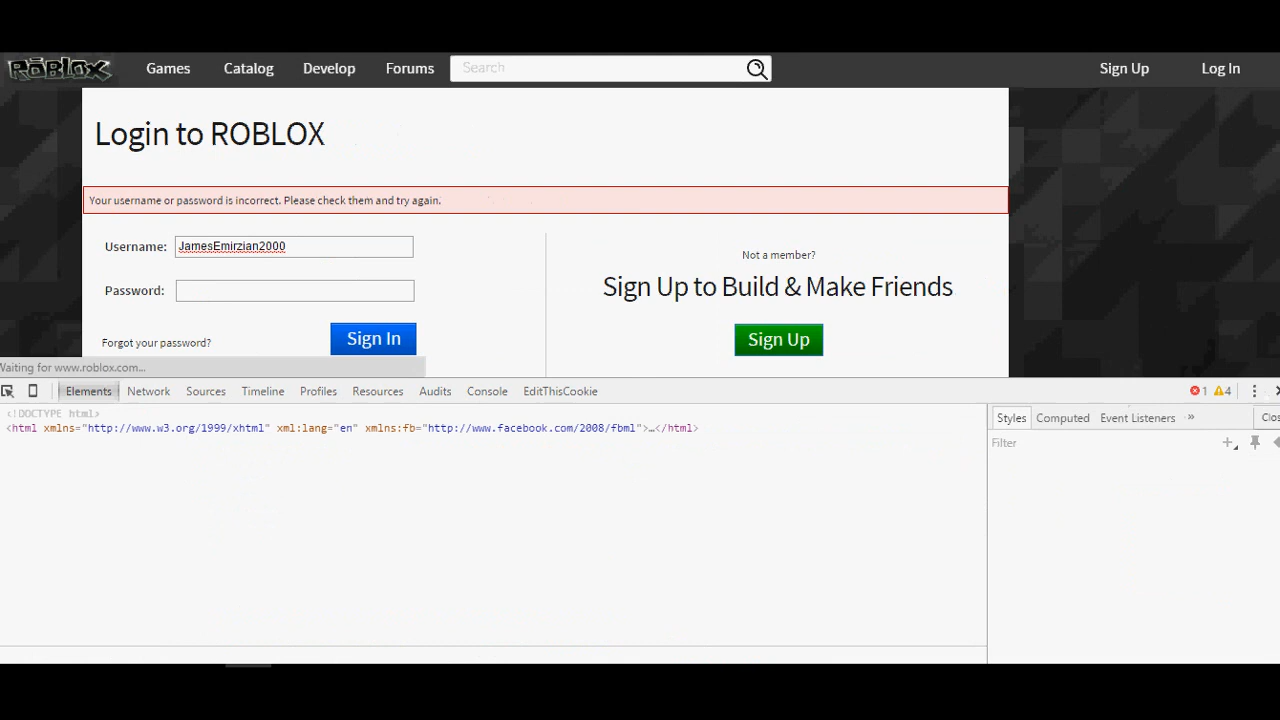 ROBLOX Games Catalog Develop Forums Search Sign Up Log In
Login to ROBLOX
Your username or password is incorrect. Please check them and try again.
Username: JamesEmirzian2000
Not a member?
Password:
Sign Up to Build & Make Friends
Forgot your password? Sign In
Sign Up
Waiting for www.roblox.com...
Elements Network Sources Timeline Profiles Resources Audits Console EditThisCookie 1 4
<!DOCTYPE html>
<html xmlns="http://www.w3.org/1999/xhtml" xml:lang="en" xmlns:fb="http://www.facebook.com/2008/fbml">…</html>
Styles Computed Event Listeners » Clos
Filter